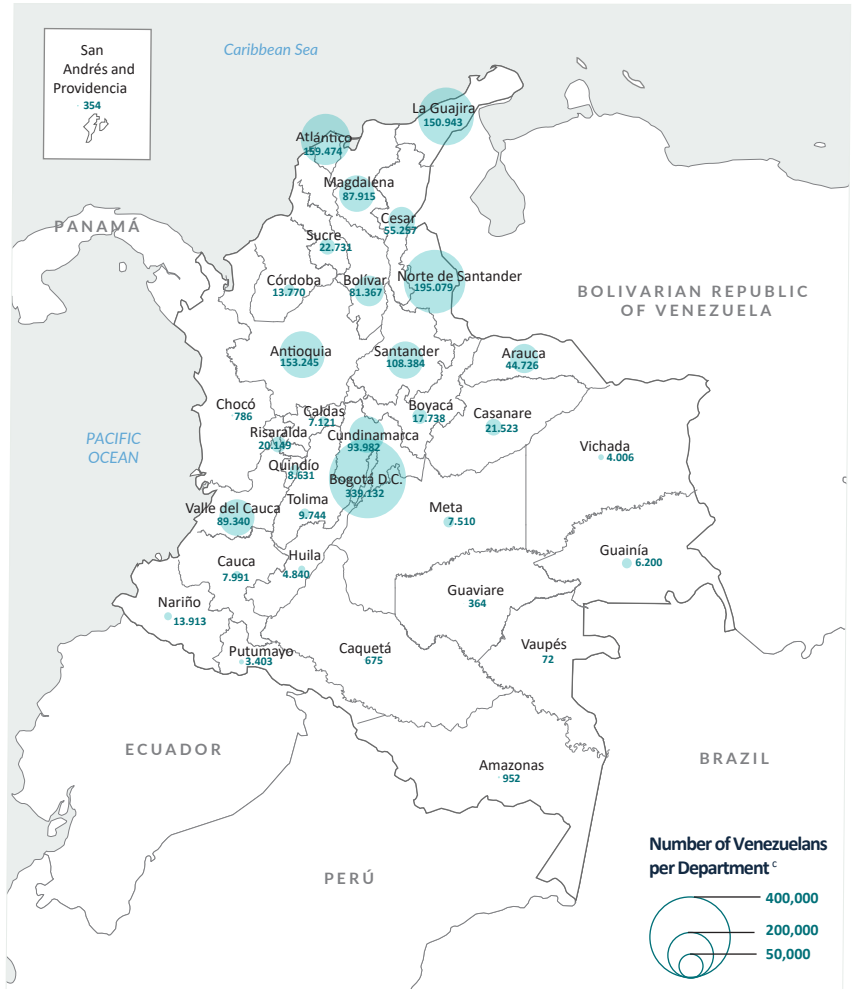 San
Andrés and
Providencia
354
Caribbean Sea
La Guajira
150.943
Atlántico
159.474
Magdalena
87.915
Cesar
55.257
PANAMÁ
Sucre
22.731
Córdoba
13.770
Bolívar
81.367
Norte de Santander
195.079
BOLIVARIAN REPUBLIC
OF VENEZUELA
Antioquia
153.245
Santander
108.384
Arauca
44.726
Chocó
786
Caldas
7.121
Boyacá
17.738
Casanare
21.523
PACIFIC
OCEAN
Risaralda
20.149
Cundinamarca
93.982
Vichada
4.006
Quindío
8.631
Bogotá D.C.
339.132
Valle del Cauca
89.340
Tolima
9.744
Meta
7.510
Cauca
7.991
Huila
4.840
Guainía
6.200
Nariño
13.913
Guaviare
364
Putumayo
3.403
Caquetá
675
Vaupés
72
ECUADOR
Amazonas
952
BRAZIL
PERÚ
Number of Venezuelans
per Department c
400,000
200,000
50,000